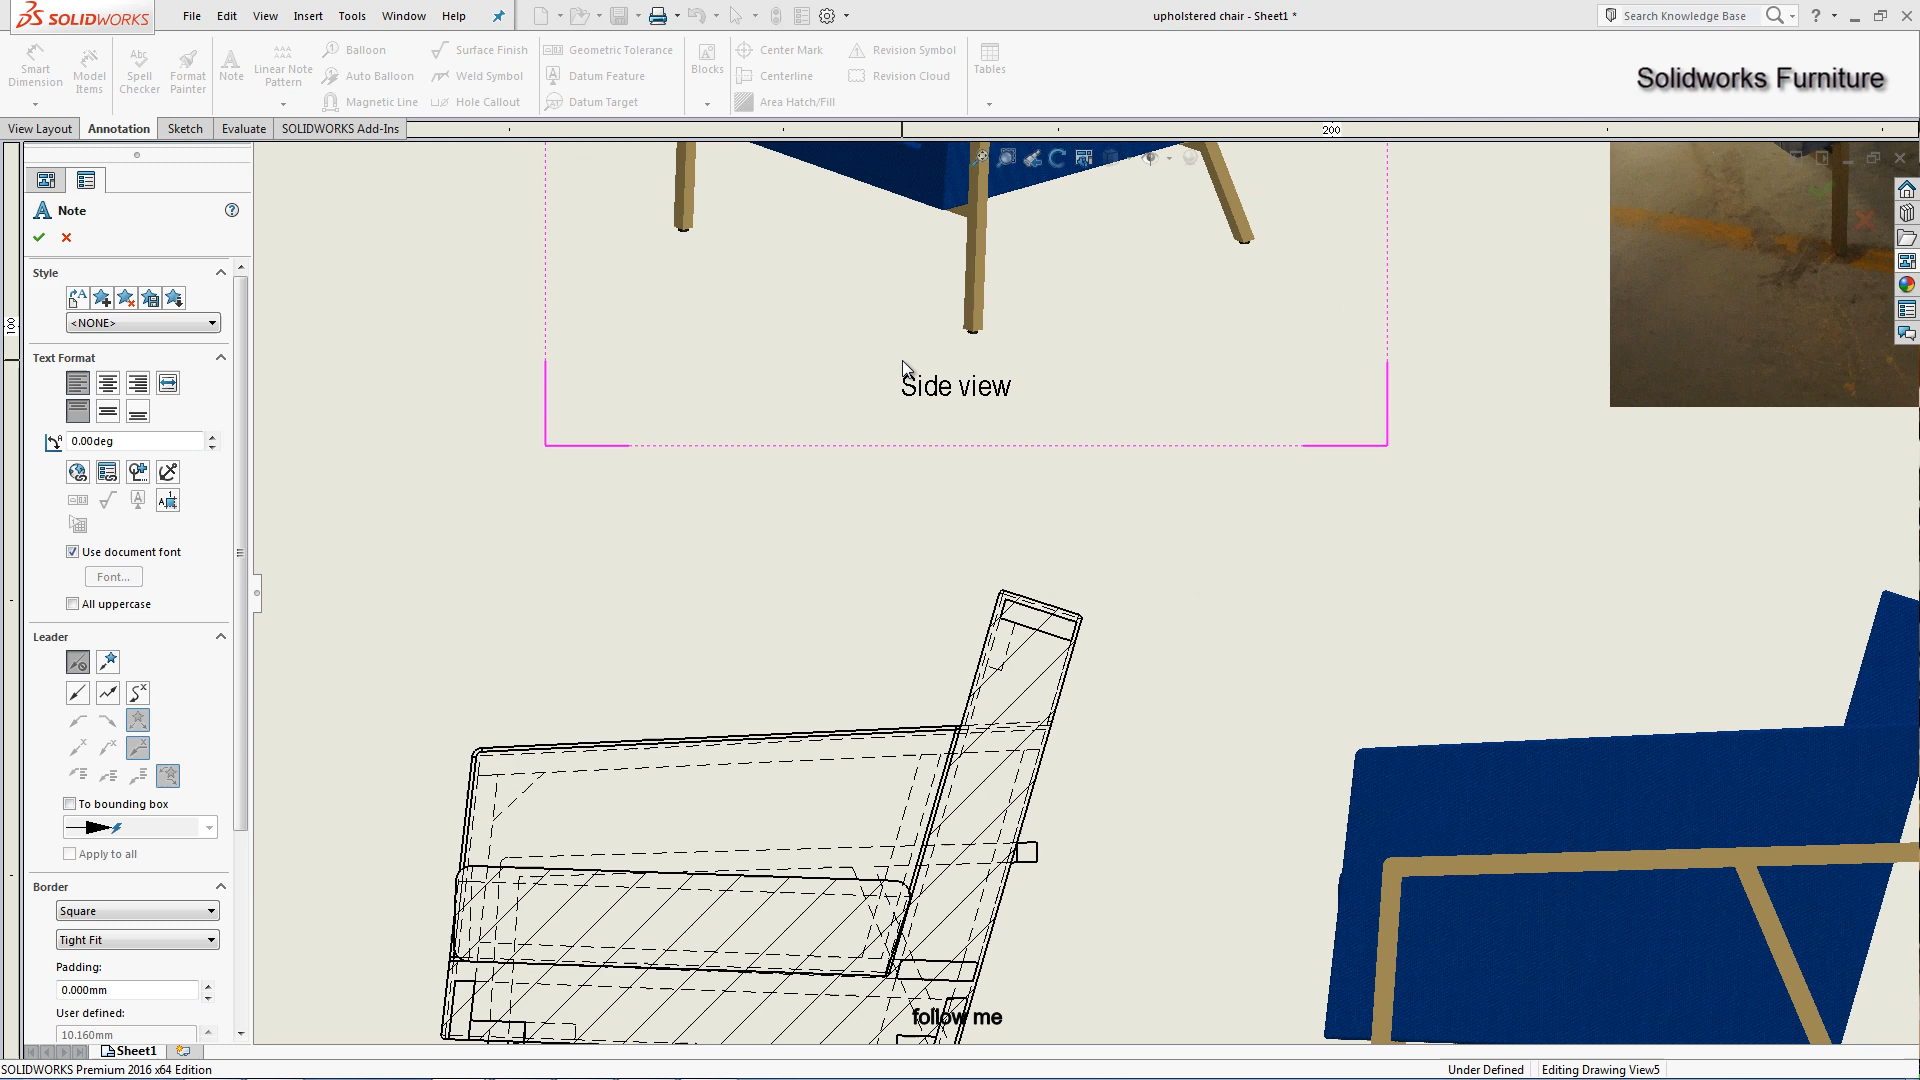 SOLIDWORKS
File Edit View Insert Tools Window Help
upholstered chair - Sheet1 *
Search Knowledge Base
?
Smart Dimension
Model Items
Spell Checker
Format Painter
Note
Linear Note Pattern
Balloon
Auto Balloon
Magnetic Line
Surface Finish
Weld Symbol
Hole Callout
Geometric Tolerance
Datum Feature
Datum Target
Blocks
Center Mark
Centerline
Area Hatch/Fill
Revision Symbol
Revision Cloud
Tables
Solidworks Furniture
View Layout Annotation Sketch Evaluate SOLIDWORKS Add-Ins
200
100
Note
Style
<NONE>
Text Format
0.00deg
Use document font
Font...
All uppercase
Leader
To bounding box
Apply to all
Border
Square
Tight Fit
Padding:
0.000mm
User defined:
10.160mm
Side view
follow me
Sheet1
SOLIDWORKS Premium 2016 x64 Edition
Under Defined
Editing Drawing View5